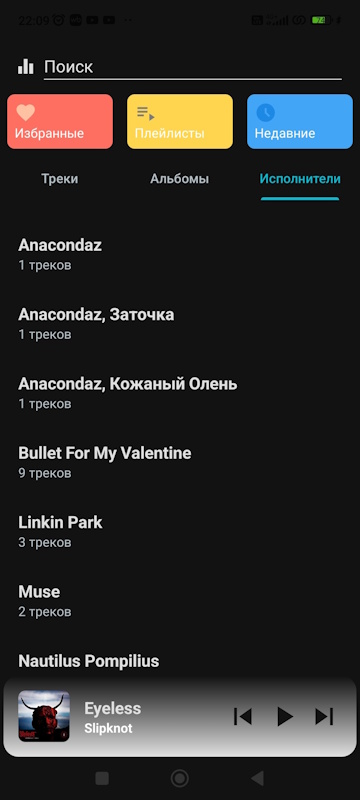 22:09
Поиск
Избранные
Плейлисты
Недавние
Треки
Альбомы
Исполнители
Anacondaz
1 треков
Anacondaz, Заточка
1 треков
Anacondaz, Кожаный Олень
1 треков
Bullet For My Valentine
9 треков
Linkin Park
3 треков
Muse
2 треков
Nautilus Pompilius
Eyeless
Slipknot